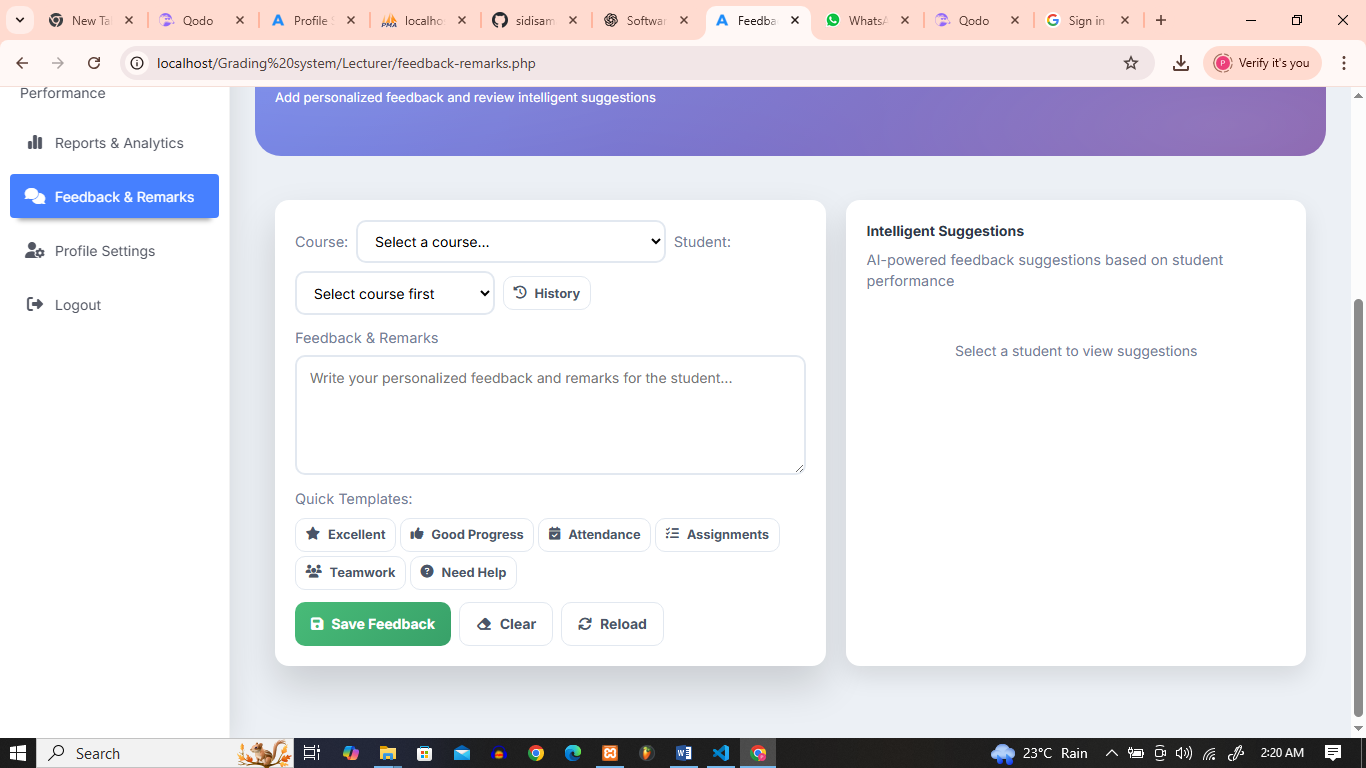 New Ta
Qodo
Profile S
localho
sidisam
Softwar
Feedba
WhatsA
Qodo
Sign in
localhost/Grading%20system/Lecturer/feedback-remarks.php
Verify it's you
Performance
Reports & Analytics
Feedback & Remarks
Profile Settings
Logout
Add personalized feedback and review intelligent suggestions
Course:
Select a course...
Student:
Select course first
History
Feedback & Remarks
Write your personalized feedback and remarks for the student...
Quick Templates:
Excellent
Good Progress
Attendance
Assignments
Teamwork
Need Help
Save Feedback
Clear
Reload
Intelligent Suggestions
AI-powered feedback suggestions based on student
performance
Select a student to view suggestions
Search
23°C Rain
2:20 AM